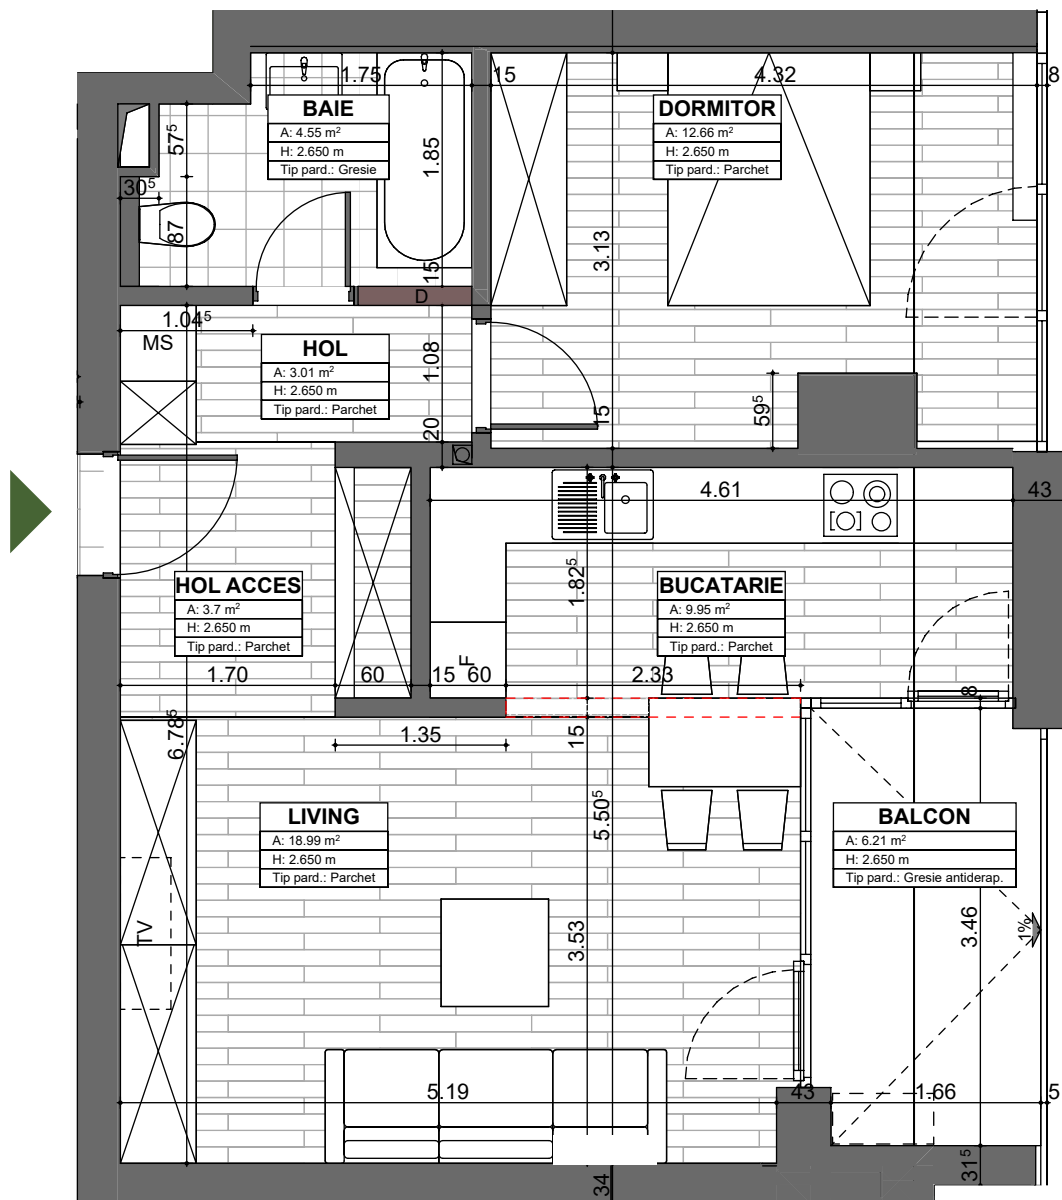 1.75
15
4.32
8
BAIE
A: 4.55 m²
H: 2.650 m
Tip pard.: Gresie
DORMITOR
A: 12.66 m²
H: 2.650 m
Tip pard.: Parchet
57⁵
1.85
30⁵
87
3.13
15
D
1.04⁵
MS
HOL
A: 3.01 m²
H: 2.650 m
Tip pard.: Parchet
1.08
20
15
59⁵
4.61
43
HOL ACCES
A: 3.7 m²
H: 2.650 m
Tip pard.: Parchet
1.82⁵
BUCATARIE
A: 9.95 m²
H: 2.650 m
Tip pard.: Parchet
F
1.70
60
15
60
2.33
8
6.78⁵
1.35
15
LIVING
A: 18.99 m²
H: 2.650 m
Tip pard.: Parchet
5.50⁵
BALCON
A: 6.21 m²
H: 2.650 m
Tip pard.: Gresie antiderap.
TV
3.53
3.46
1%
5.19
43
1.66
5
34
31⁵